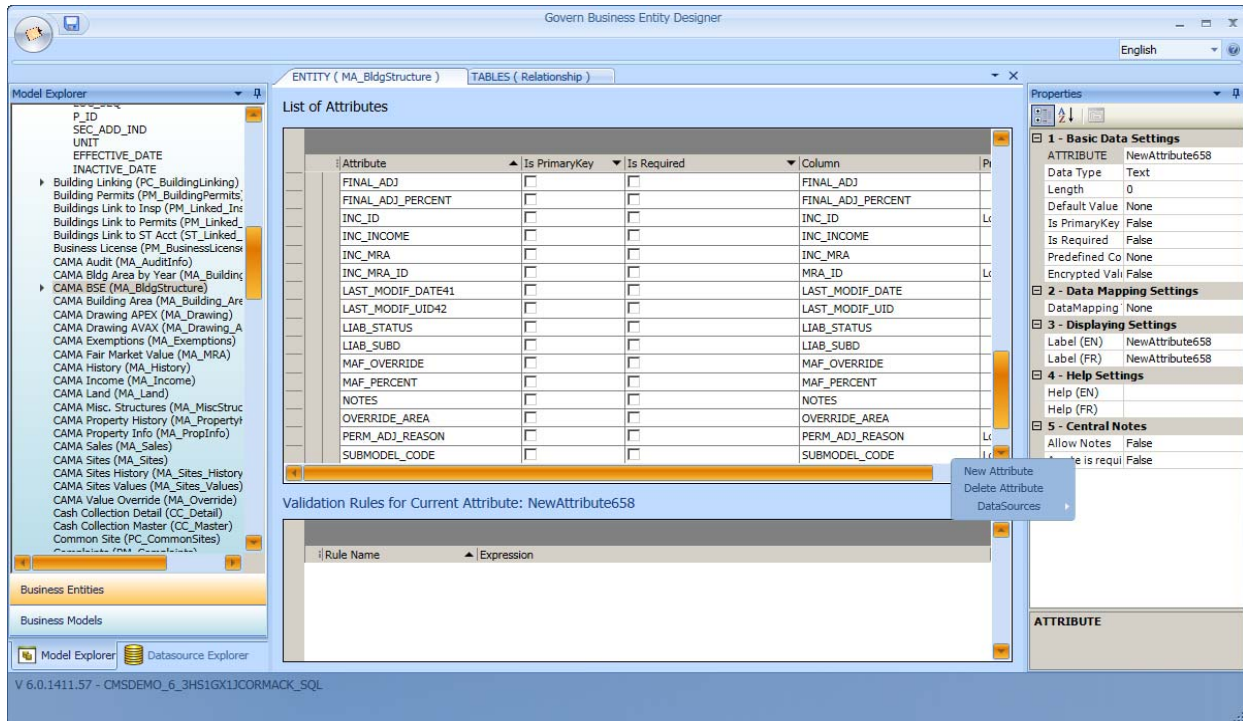 Govern Business Entity Designer
English
Model Explorer
P_ID
SEC_ADD_IND
UNIT
EFFECTIVE_DATE
INACTIVE_DATE
Building Linking (PC_BuildingLinking)
Building Permits (PM_BuildingPermits)
Buildings Link to Insp (PM_Linked_Ins
Buildings Link to Permits (PM_Linked_
Buildings Link to ST Acct (ST_Linked_
Business License (PM_BusinessLicense
CAMA Audit (MA_AuditInfo)
CAMA Bldg Area by Year (MA_Building
CAMA BSE (MA_BldgStructure)
CAMA Building Area (MA_Building_Are
CAMA Drawing APEX (MA_Drawing)
CAMA Drawing AVAX (MA_Drawing_A
CAMA Exemptions (MA_Exemptions)
CAMA Fair Market Value (MA_MRA)
CAMA History (MA_History)
CAMA Income (MA_Income)
CAMA Land (MA_Land)
CAMA Misc. Structures (MA_MiscStruc
CAMA Property History (MA_PropertyH
CAMA Property Info (MA_PropInfo)
CAMA Sales (MA_Sales)
CAMA Sites (MA_Sites)
CAMA Sites History (MA_Sites_History
CAMA Sites Values (MA_Sites_Values)
CAMA Value Override (MA_Override)
Cash Collection Detail (CC_Detail)
Cash Collection Master (CC_Master)
Common Site (PC_CommonSites)
Business Entities
Business Models
Model Explorer Datasource Explorer
ENTITY ( MA_BldgStructure ) TABLES ( Relationship )
List of Attributes
Attribute Is PrimaryKey Is Required Column Pr
FINAL_ADJ FINAL_ADJ
FINAL_ADJ_PERCENT FINAL_ADJ_PERCENT
INC_ID INC_ID Lo
INC_INCOME INC_INCOME
INC_MRA INC_MRA
INC_MRA_ID MRA_ID Lo
LAST_MODIF_DATE41 LAST_MODIF_DATE
LAST_MODIF_UID42 LAST_MODIF_UID
LIAB_STATUS LIAB_STATUS
LIAB_SUBD LIAB_SUBD
MAF_OVERRIDE MAF_OVERRIDE
MAF_PERCENT MAF_PERCENT
NOTES NOTES
OVERRIDE_AREA OVERRIDE_AREA
PERM_ADJ_REASON PERM_ADJ_REASON Lo
SUBMODEL_CODE SUBMODEL_CODE
New Attribute
Delete Attribute
DataSources
Validation Rules for Current Attribute: NewAttribute658
Rule Name Expression
Properties
1 - Basic Data Settings
ATTRIBUTE NewAttribute658
Data Type Text
Length 0
Default Value None
Is PrimaryKey False
Is Required False
Predefined Co None
Encrypted Valu False
2 - Data Mapping Settings
DataMapping None
3 - Displaying Settings
Label (EN) NewAttribute658
Label (FR) NewAttribute658
4 - Help Settings
Help (EN)
Help (FR)
5 - Central Notes
Allow Notes False
is requi False
ATTRIBUTE
V 6.0.1411.57 - CMSDEMO_6_3HS1GX1JCORMACK_SQL